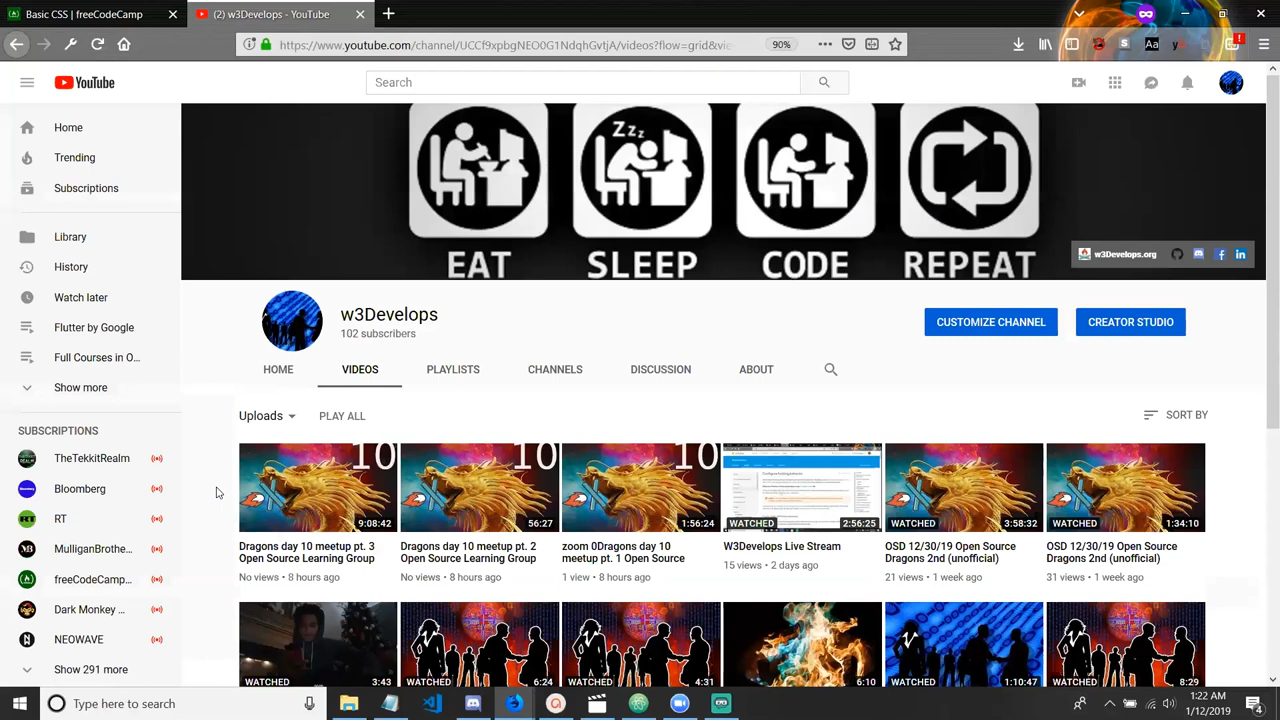 Basic CSS | freeCodeCamp
(2) w3Develops - YouTube
https://www.youtube.com/channel/UCCf9xpbgNEO0G1NdqhGvtjA/videos?flow=grid&vie
90%
YouTube
Search
Home
Trending
Subscriptions
Library
History
Watch later
Flutter by Google
Full Courses in O...
Show more
SUBSCRIPTIONS
TheTekkitRealm
RT
MulliganBrothe...
freeCodeCamp...
Dark Monkey ...
NEOWAVE
Show 291 more
Zzz
EAT SLEEP CODE REPEAT
w3Develops.org
w3Develops
102 subscribers
CUSTOMIZE CHANNEL
CREATOR STUDIO
HOME VIDEOS PLAYLISTS CHANNELS DISCUSSION ABOUT
Uploads PLAY ALL SORT BY
10
9:08:42
Dragons day 10 meetup pt. 3
Open Source Learning Group
No views • 8 hours ago
10
56:27
Dragons day 10 meetup pt. 2
Open Source Learning Group
No views • 8 hours ago
10
1:56:24
zoom 0Dragons day 10
meetup pt. 1 Open Source
1 view • 8 hours ago
WATCHED 2:56:25
W3Develops Live Stream
15 views • 2 days ago
WATCHED 3:58:32
OSD 12/30/19 Open Source
Dragons 2nd (unofficial)
21 views • 1 week ago
WATCHED 1:34:10
OSD 12/30/19 Open Source
Dragons 2nd (unofficial)
31 views • 1 week ago
WATCHED 3:43
WATCHED 6:24
WATCHED 4:31
WATCHED 6:10
WATCHED 1:10:47
WATCHED 8:29
Type here to search
1:22 AM
1/12/2019
4